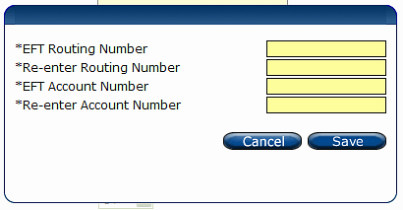 *EFT Routing Number
*Re-enter Routing Number
*EFT Account Number
*Re-enter Account Number
Cancel Save